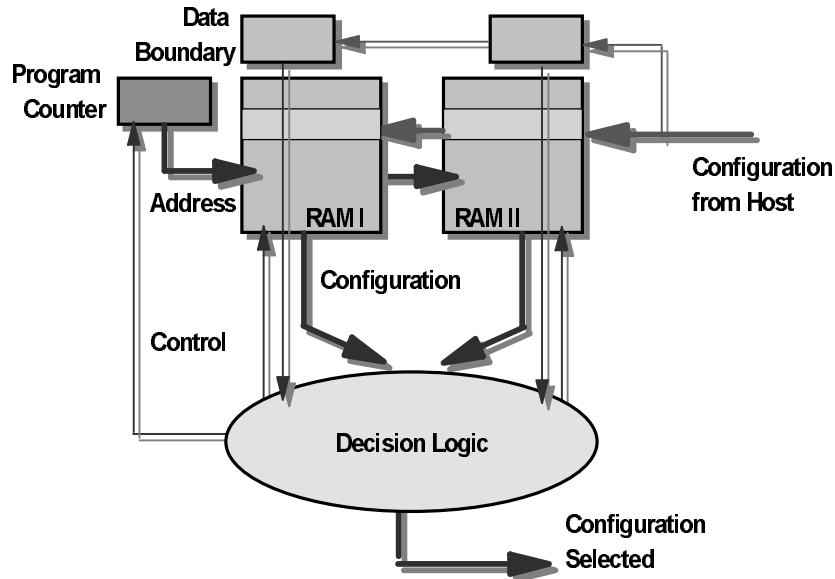 Data
Boundary
Program
Counter
Address
RAM I
RAM II
Configuration
from Host
Configuration
Control
Decision Logic
Configuration
Selected